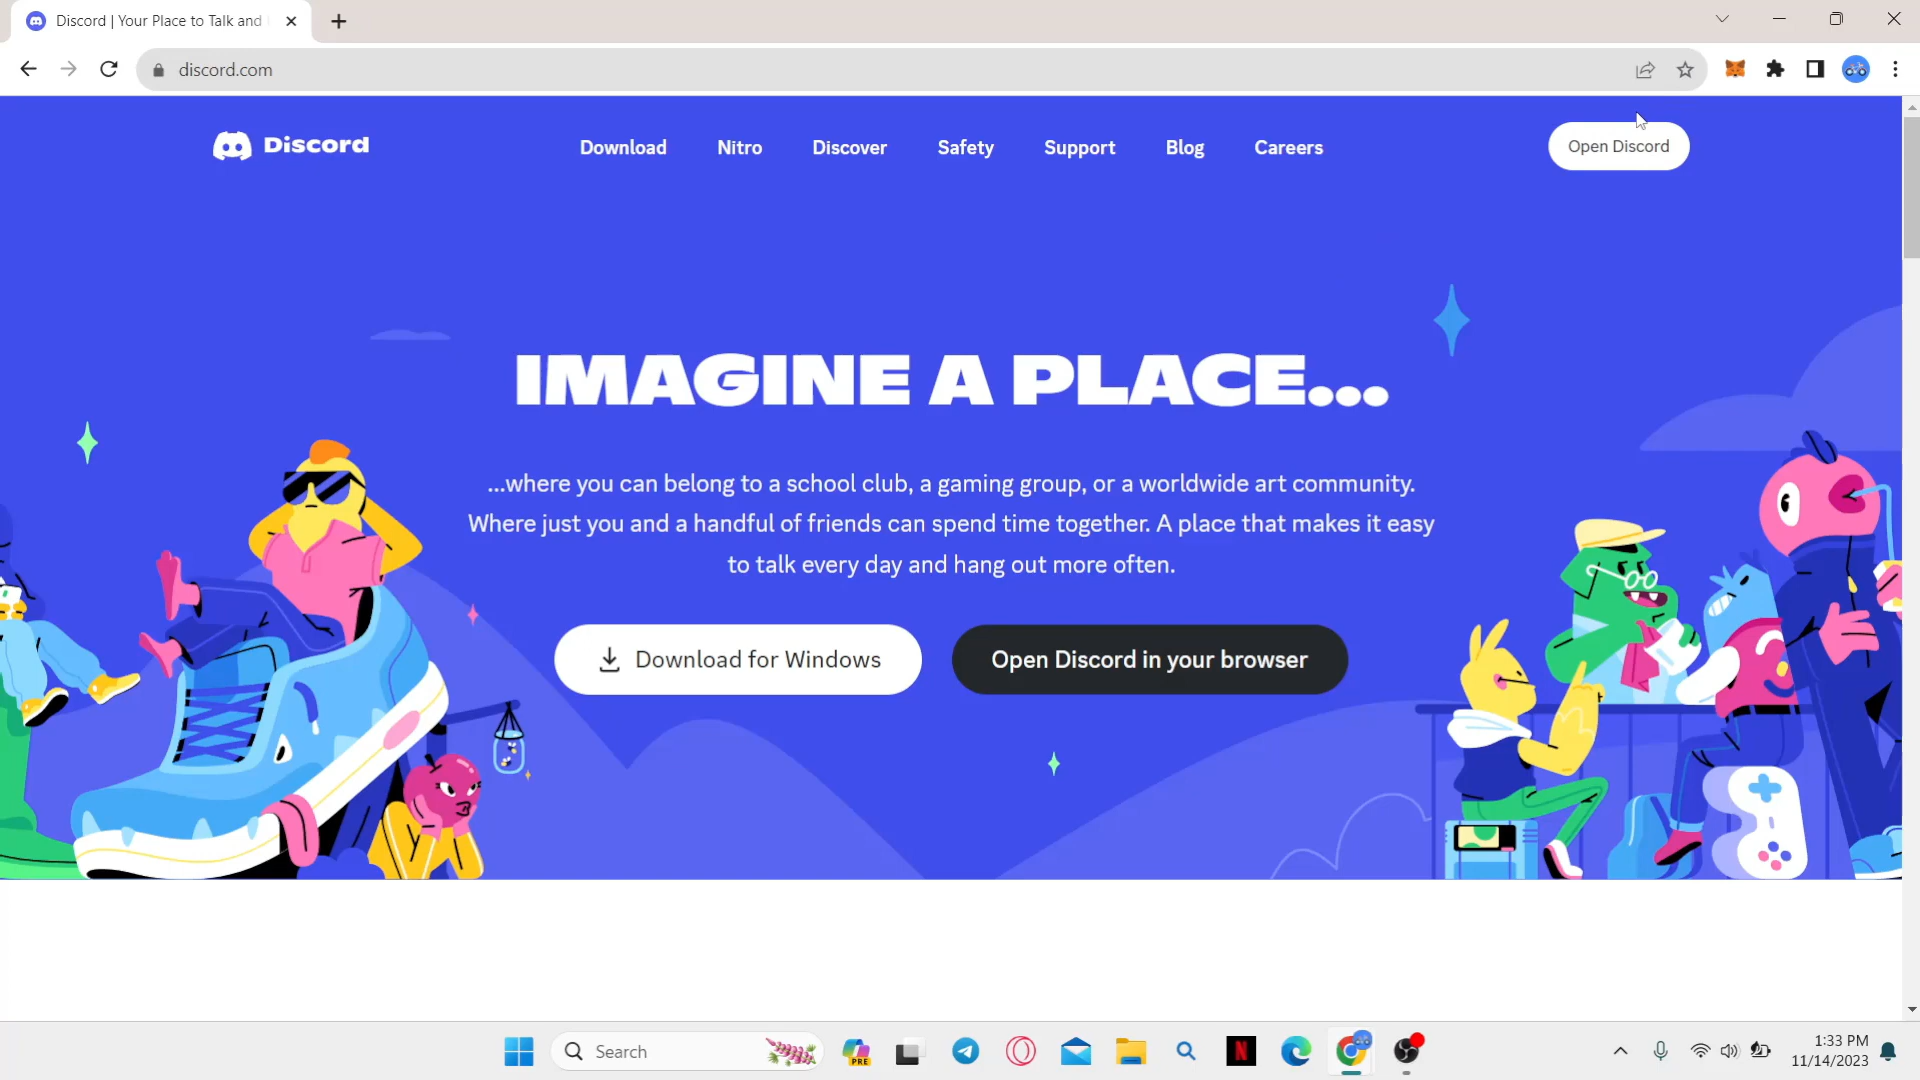 Discord | Your Place to Talk and
discord.com
Discord
Download
Nitro
Discover
Safety
Support
Blog
Careers
Open Discord
IMAGINE A PLACE...
...where you can belong to a school club, a gaming group, or a worldwide art community.
Where just you and a handful of friends can spend time together. A place that makes it easy
to talk every day and hang out more often.
Download for Windows
Open Discord in your browser
Search
PRE
N
1:33 PM
11/14/2023